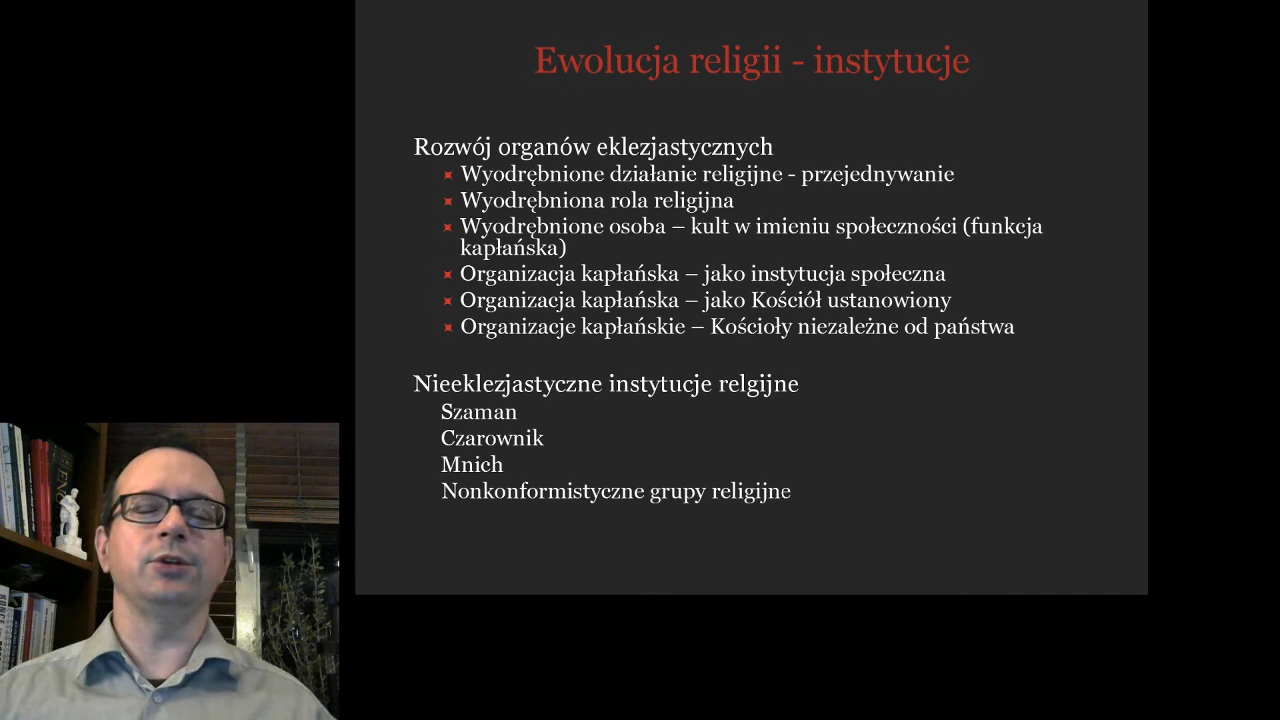 Ewolucja religii - instytucje
Rozwój organów eklezjastycznych
Wyodrębnione działanie religijne - przejednywanie
Wyodrębniona rola religijna
Wyodrębnione osoba – kult w imieniu społeczności (funkcja
kapłańska)
Organizacja kapłańska – jako instytucja społeczna
Organizacja kapłańska – jako Kościół ustanowiony
Organizacje kapłańskie – Kościoły niezależne od państwa
Nieeklezjastyczne instytucje relgijne
Szaman
Czarownik
Mnich
Nonkonformistyczne grupy religijne